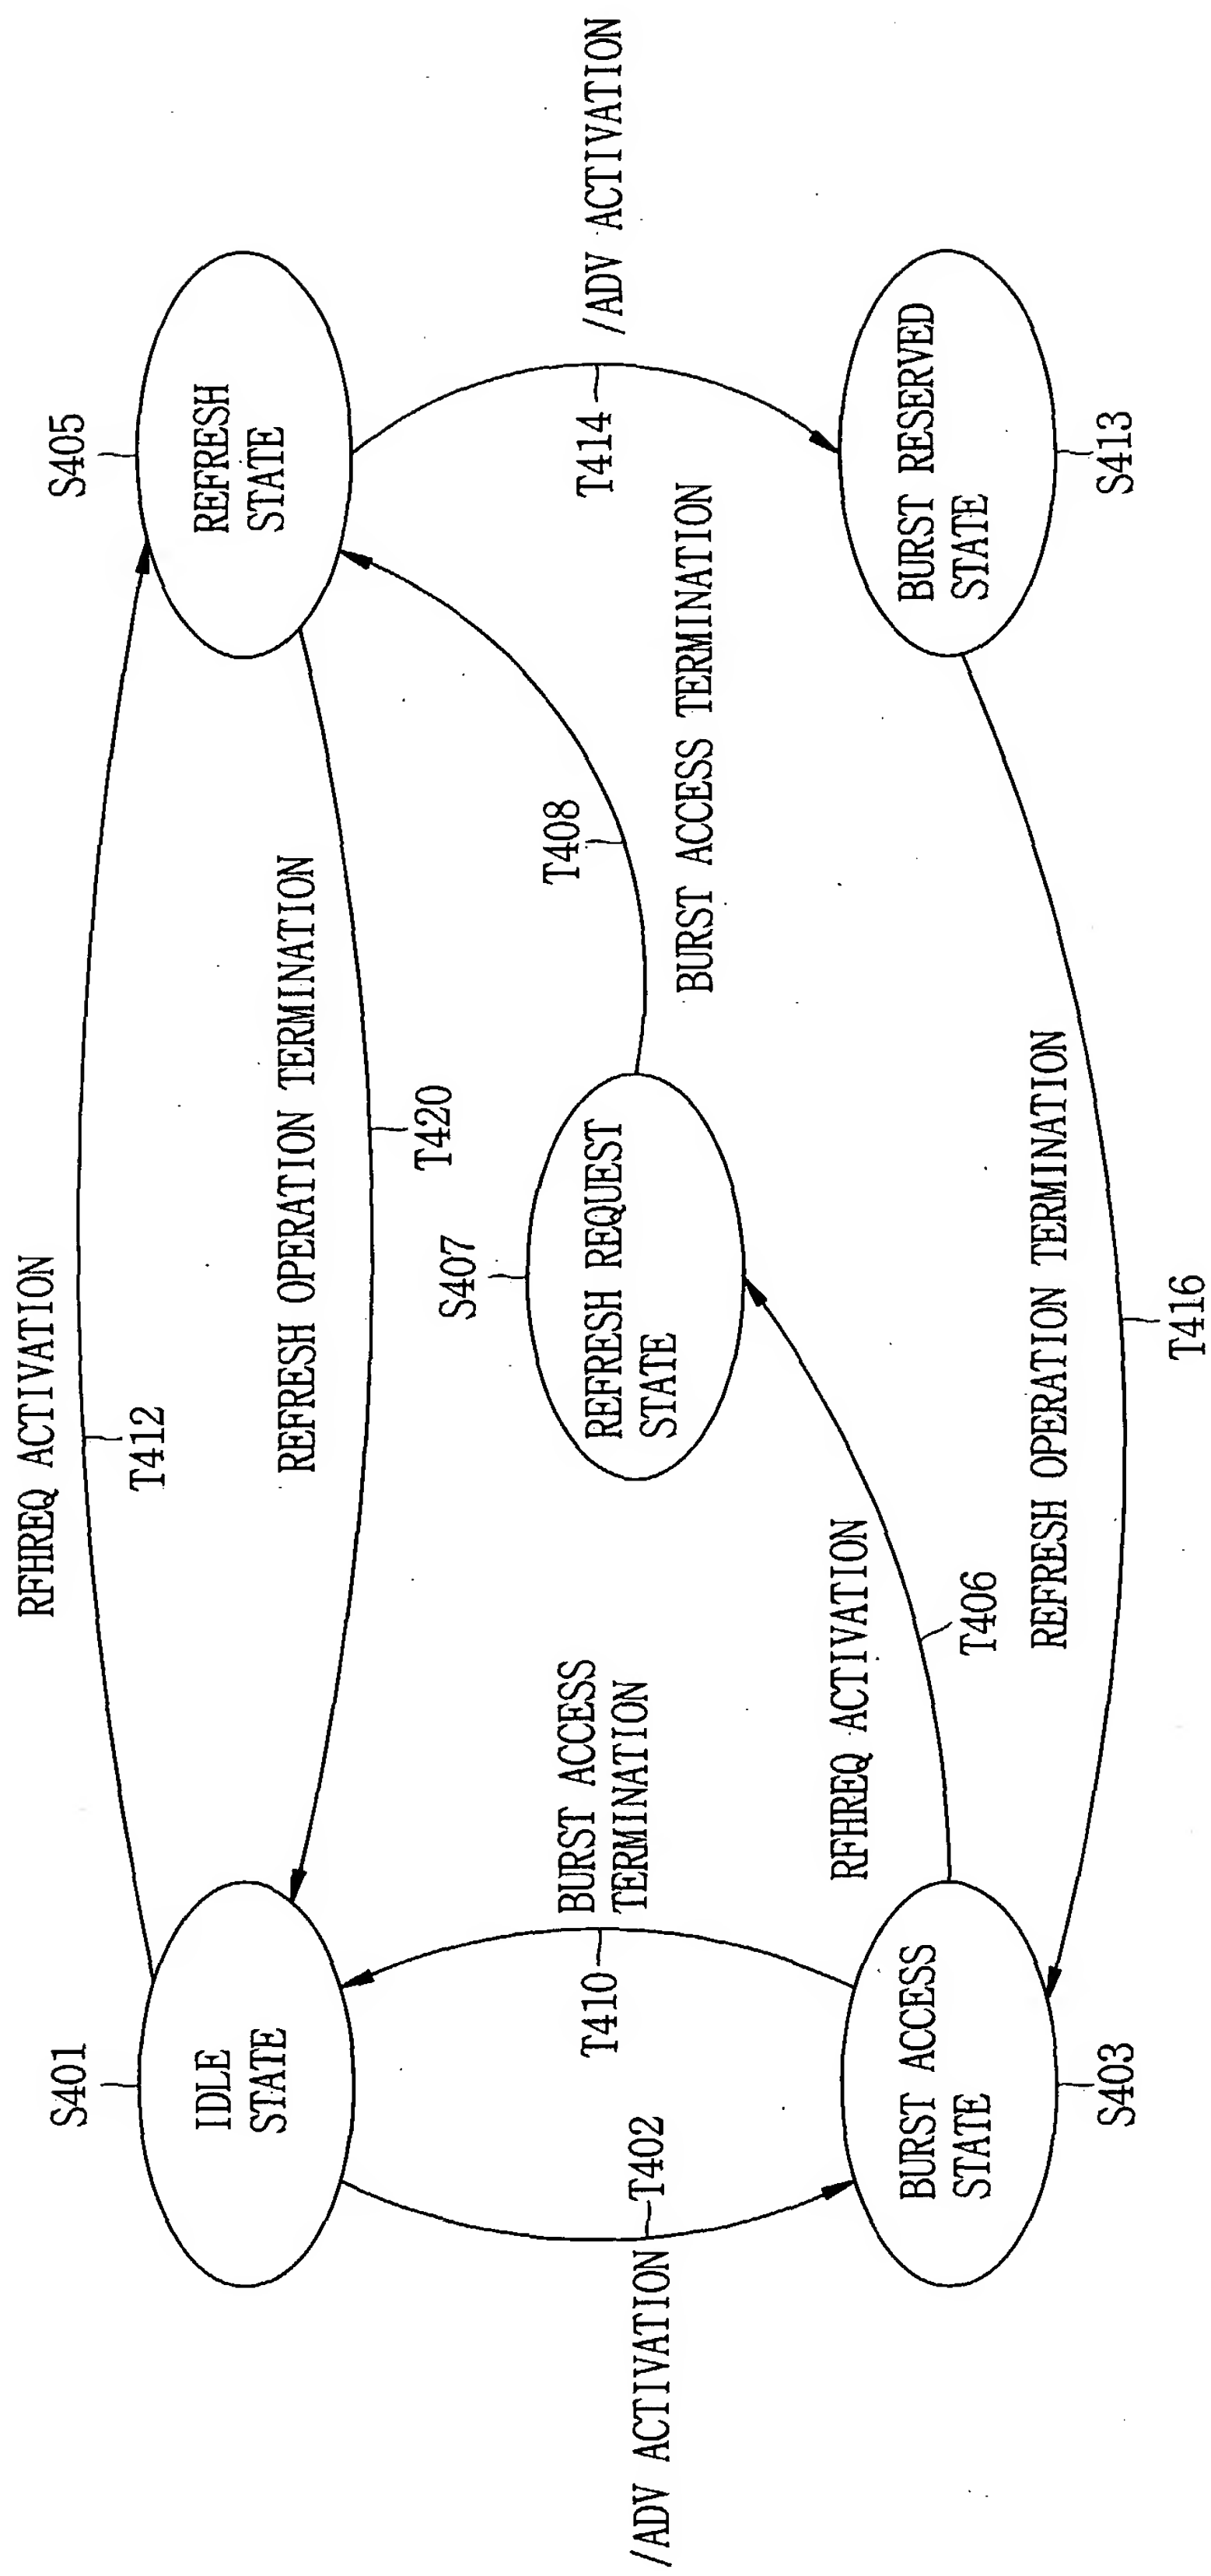 RFHREQ ACTIVATION
T412
S401
IDLE
STATE
S405
REFRESH
STATE
REFRESH OPERATION TERMINATION
T420
/ADV ACTIVATION
T402
T410
BURST ACCESS
TERMINATION
S407
REFRESH REQUEST
STATE
T408
BURST ACCESS TERMINATION
T414
/ADV ACTIVATION
RFHREQ ACTIVATION
T406
BURST ACCESS
STATE
S403
BURST RESERVED
STATE
S413
REFRESH OPERATION TERMINATION
T416